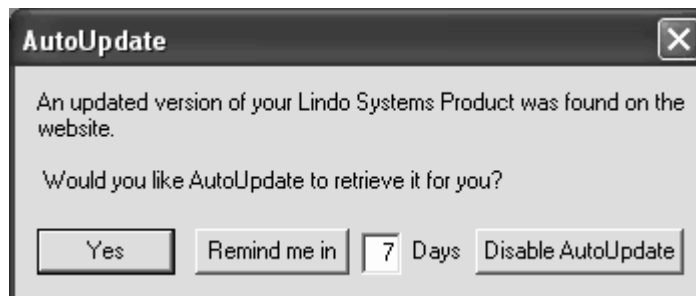 AutoUpdate
An updated version of your Lindo Systems Product was found on the
website.
Would you like AutoUpdate to retrieve it for you?
Yes Remind me in 7 Days Disable AutoUpdate